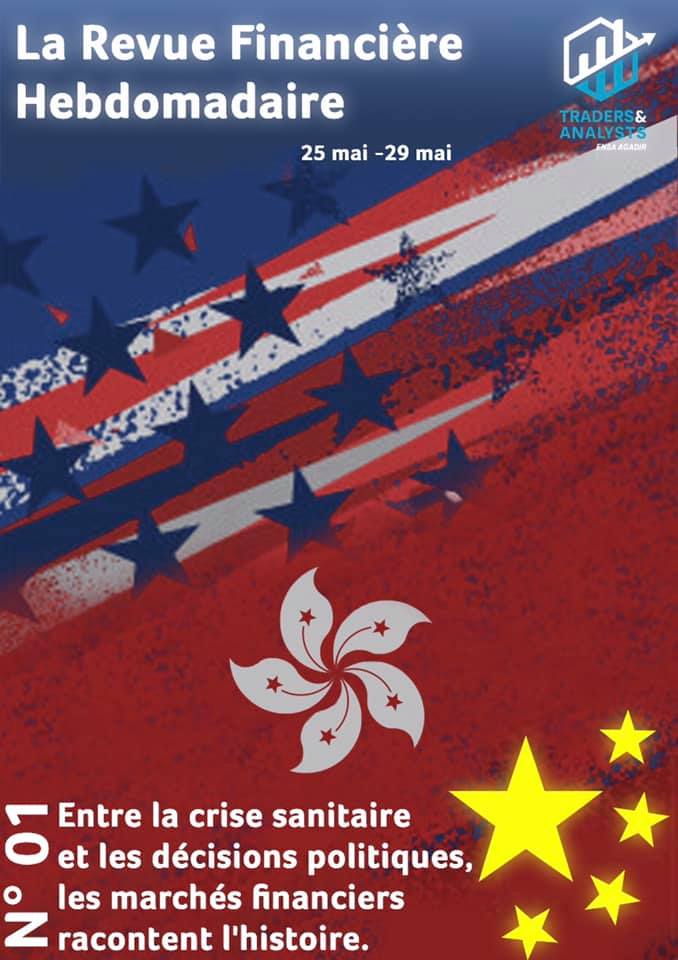 La Revue Financière
Hebdomadaire
25 mai -29 mai
TRADERS&
ANALYSTS
ENSA AGADIR
N° 01
Entre la crise sanitaire
et les décisions politiques,
les marchés financiers
racontent l'histoire.